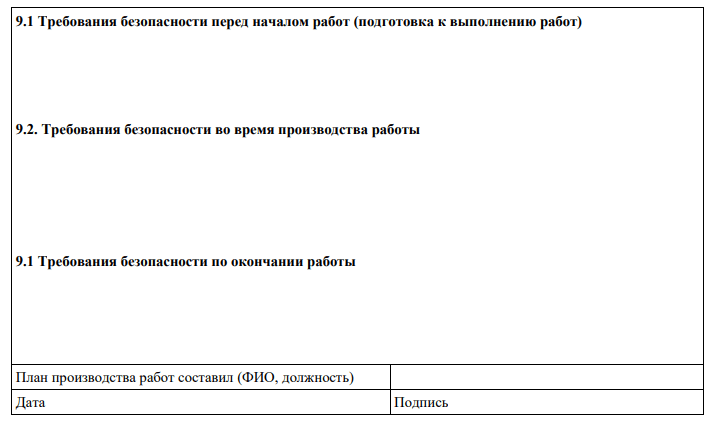 9.1 Требования безопасности перед началом работ (подготовка к выполнению работ)
9.2. Требования безопасности во время производства работы
9.1 Требования безопасности по окончании работы
План производства работ составил (ФИО, должность)
Дата
Подпись